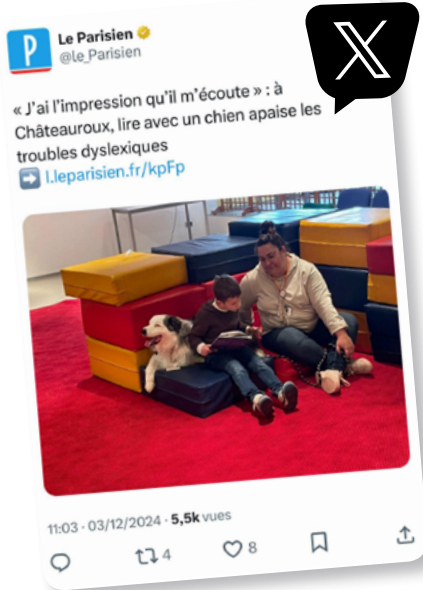 P
Le Parisien
@le_Parisien
« J’ai l’impression qu’il m’écoute » : à
Châteauroux, lire avec un chien apaise les
troubles dyslexiques
➡️ l.leparisien.fr/kpFp
11:03 · 03/12/2024 · 5,5k vues
4
8